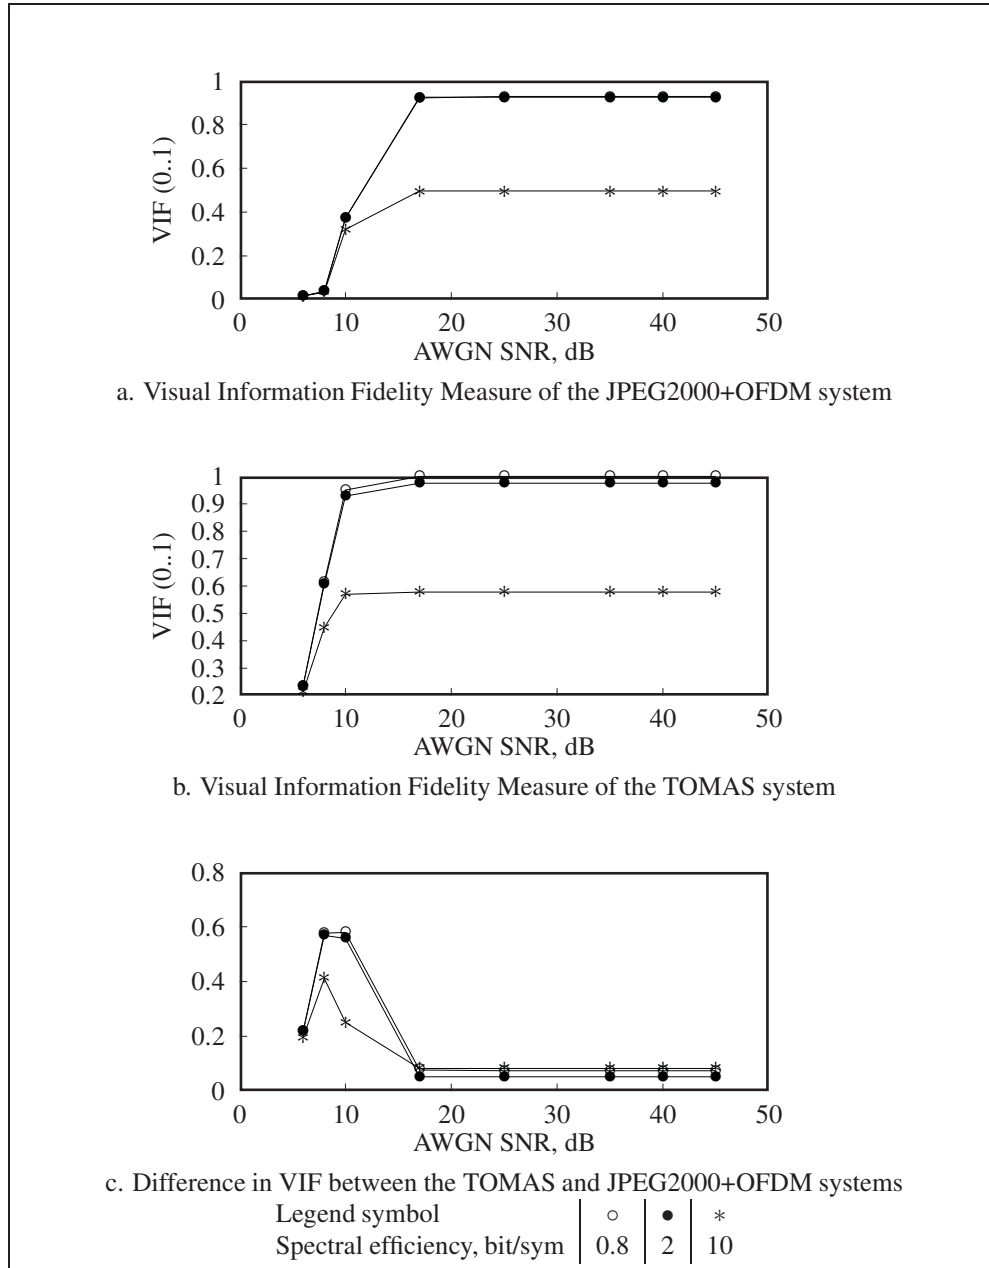 1
0.8
0.6
0.4
0.2
0
VIF (0..1)
0 10 20 30 40 50
AWGN SNR, dB
a. Visual Information Fidelity Measure of the JPEG2000+OFDM system
1
0.9
0.8
0.7
0.6
0.5
0.4
0.3
0.2
VIF (0..1)
0 10 20 30 40 50
AWGN SNR, dB
b. Visual Information Fidelity Measure of the TOMAS system
0.8
0.6
0.4
0.2
0
0 10 20 30 40 50
AWGN SNR, dB
c. Difference in VIF between the TOMAS and JPEG2000+OFDM systems
Legend symbol ○ ● *
Spectral efficiency, bit/sym 0.8 2 10